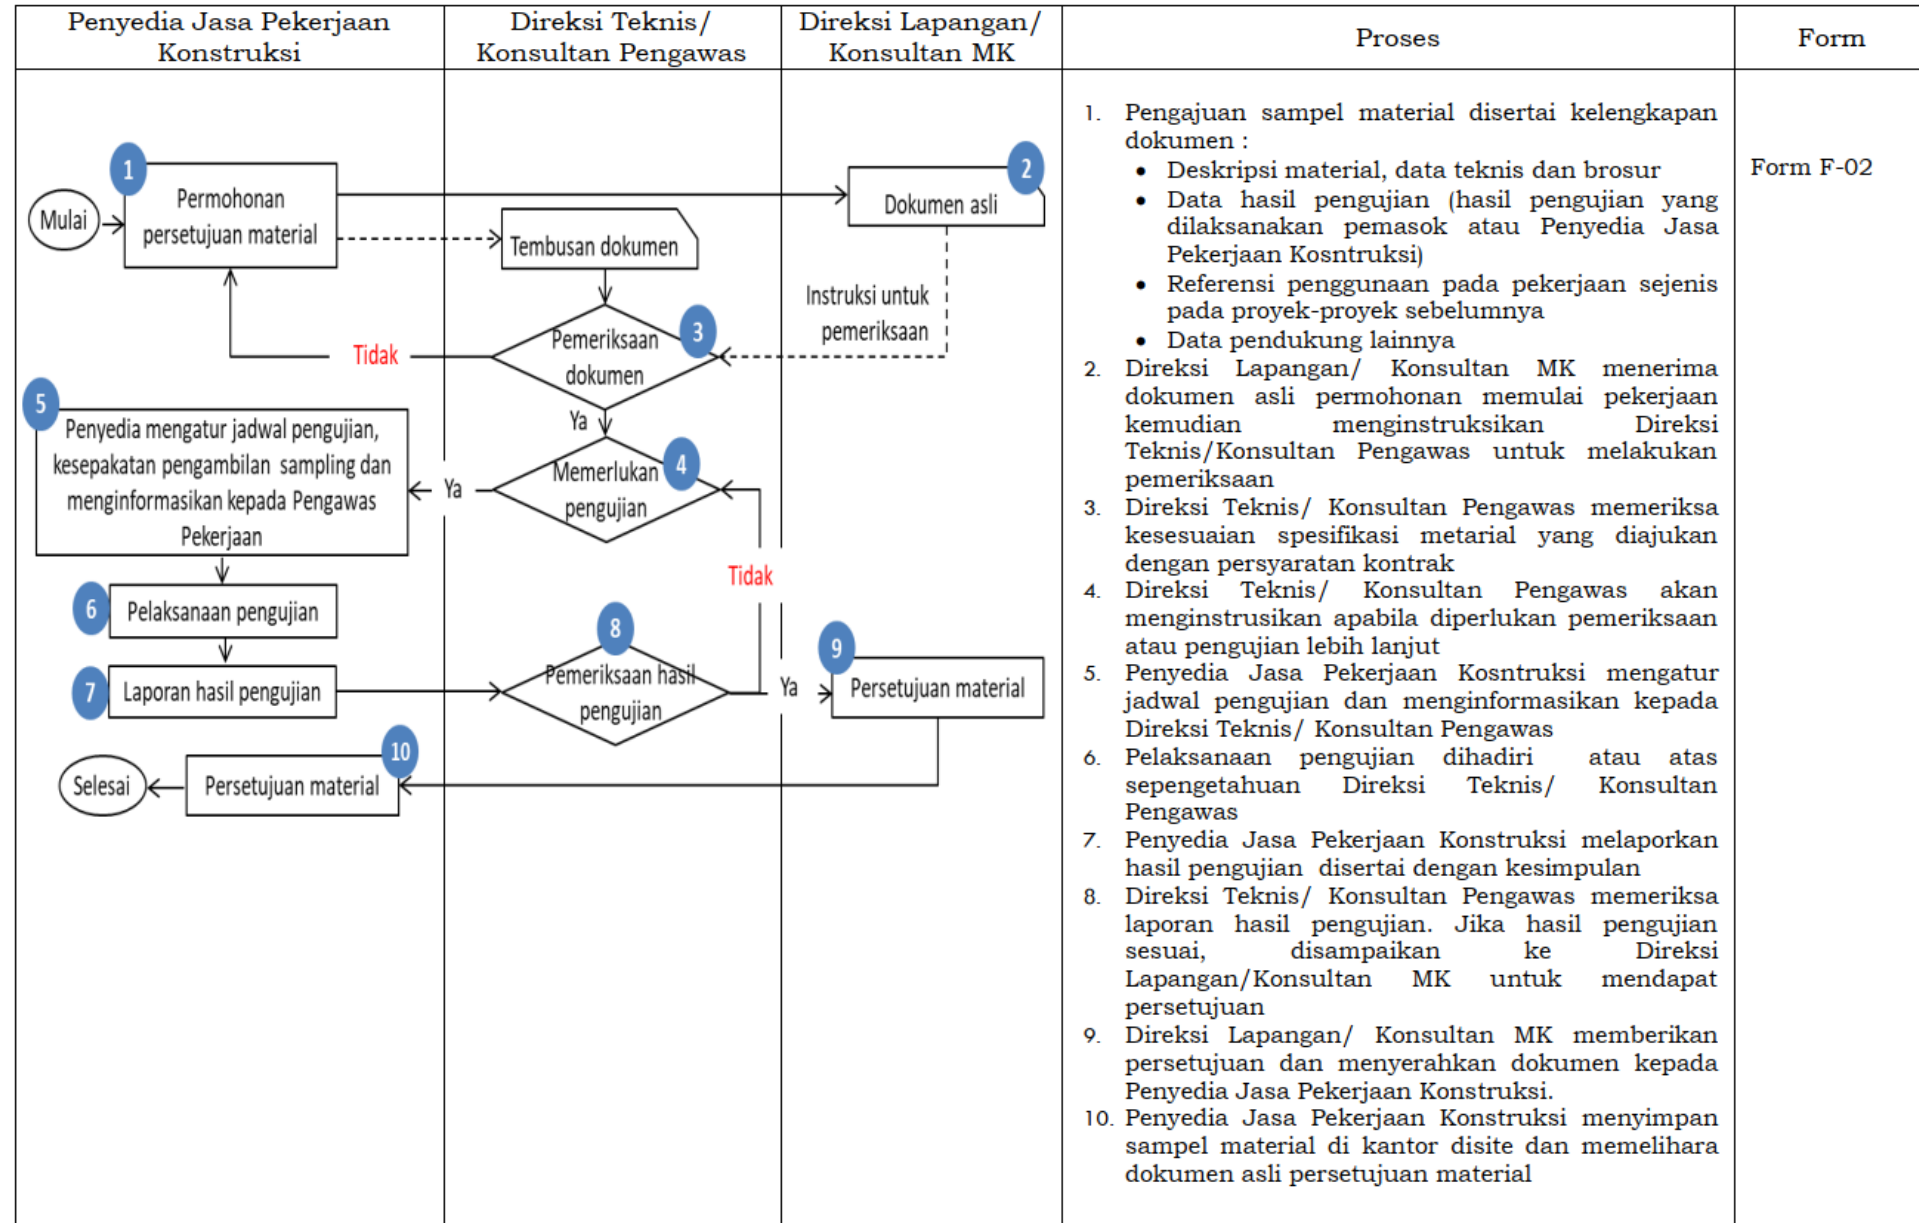 Penyedia Jasa Pekerjaan
Konstruksi
Direksi Teknis/
Konsultan Pengawas
Direksi Lapangan/
Konsultan MK
Proses
Form
Mulai
1
Permohonan
persetujuan material
2
Dokumen asli
Tembusan dokumen
Instruksi untuk
pemeriksaan
3
Pemeriksaan
dokumen
Tidak
Ya
4
Memerlukan
pengujian
Ya
5
Penyedia mengatur jadwal pengujian,
kesepakatan pengambilan sampling dan
menginformasikan kepada Pengawas
Pekerjaan
Tidak
6
Pelaksanaan pengujian
7
Laporan hasil pengujian
8
Pemeriksaan hasil
pengujian
Ya
9
Persetujuan material
10
Persetujuan material
Selesai
1. Pengajuan sampel material disertai kelengkapan
dokumen :
• Deskripsi material, data teknis dan brosur
• Data hasil pengujian (hasil pengujian yang
dilaksanakan pemasok atau Penyedia Jasa
Pekerjaan Kosntruksi)
• Referensi penggunaan pada pekerjaan sejenis
pada proyek-proyek sebelumnya
• Data pendukung lainnya
2. Direksi Lapangan/ Konsultan MK menerima
dokumen asli permohonan memulai pekerjaan
kemudian menginstruksikan Direksi
Teknis/Konsultan Pengawas untuk melakukan
pemeriksaan
3. Direksi Teknis/ Konsultan Pengawas memeriksa
kesesuaian spesifikasi metarial yang diajukan
dengan persyaratan kontrak
4. Direksi Teknis/ Konsultan Pengawas akan
menginstrusikan apabila diperlukan pemeriksaan
atau pengujian lebih lanjut
5. Penyedia Jasa Pekerjaan Kosntruksi mengatur
jadwal pengujian dan menginformasikan kepada
Direksi Teknis/ Konsultan Pengawas
6. Pelaksanaan pengujian dihadiri atau atas
sepengetahuan Direksi Teknis/ Konsultan
Pengawas
7. Penyedia Jasa Pekerjaan Konstruksi melaporkan
hasil pengujian disertai dengan kesimpulan
8. Direksi Teknis/ Konsultan Pengawas memeriksa
laporan hasil pengujian. Jika hasil pengujian
sesuai, disampaikan ke Direksi
Lapangan/Konsultan MK untuk mendapat
persetujuan
9. Direksi Lapangan/ Konsultan MK memberikan
persetujuan dan menyerahkan dokumen kepada
Penyedia Jasa Pekerjaan Konstruksi.
10. Penyedia Jasa Pekerjaan Konstruksi menyimpan
sampel material di kantor disite dan memelihara
dokumen asli persetujuan material
Form F-02